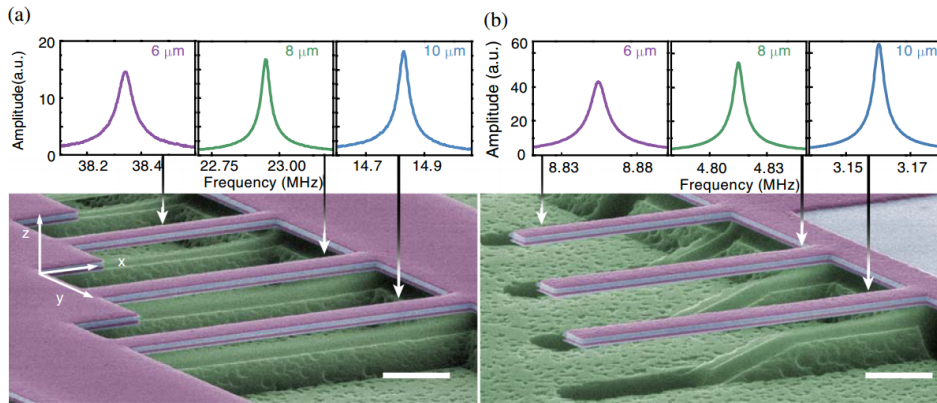 (a)
Amplitude(a.u.)
20
10
0
6 μm
8 μm
10 μm
38.2 38.4 22.75 23.00 14.7 14.9
Frequency (MHz)
z
x
y
(b)
Amplitude (a.u.)
60
40
20
0
6 μm
8 μm
10 μm
8.83 8.88 4.80 4.83 3.15 3.17
Frequency (MHz)